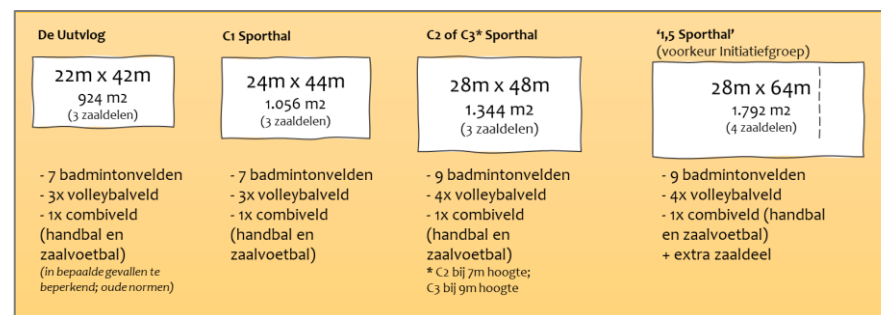 De Uutvlog
22m x 42m
924 m2
(3 zaaldelen)
- 7 badmintonvelden
- 3x volleybalveld
- 1x combiveld
(handbal en
zaalvoetbal)
(in bepaalde gevallen te
beperkend; oude normen)
C1 Sporthal
24m x 44m
1.056 m2
(3 zaaldelen)
- 7 badmintonvelden
- 3x volleybalveld
- 1x combiveld
(handbal en
zaalvoetbal)
C2 of C3* Sporthal
28m x 48m
1.344 m2
(3 zaaldelen)
- 9 badmintonvelden
- 4x volleybalveld
- 1x combiveld
(handbal en
zaalvoetbal)
* C2 bij 7m hoogte;
C3 bij 9m hoogte
‘1,5 Sporthal’
(voorkeur Initiatiefgroep)
28m x 64m
1.792 m2
(4 zaaldelen)
- 9 badmintonvelden
- 4x volleybalveld
- 1x combiveld (handbal
en zaalvoetbal)
+ extra zaaldeel